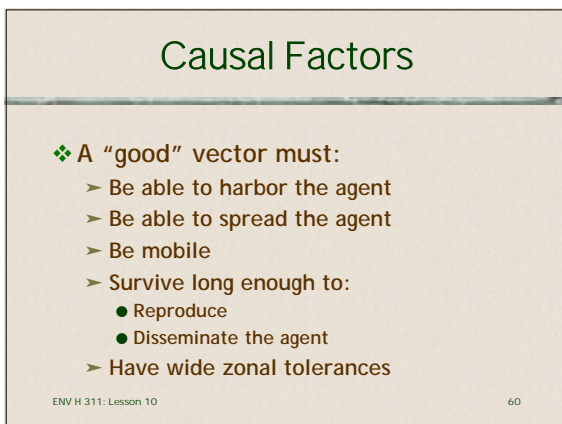 Causal Factors
❖ A “good” vector must:
➢ Be able to harbor the agent
➢ Be able to spread the agent
➢ Be mobile
➢ Survive long enough to:
● Reproduce
● Disseminate the agent
➢ Have wide zonal tolerances
ENV H 311: Lesson 10
60